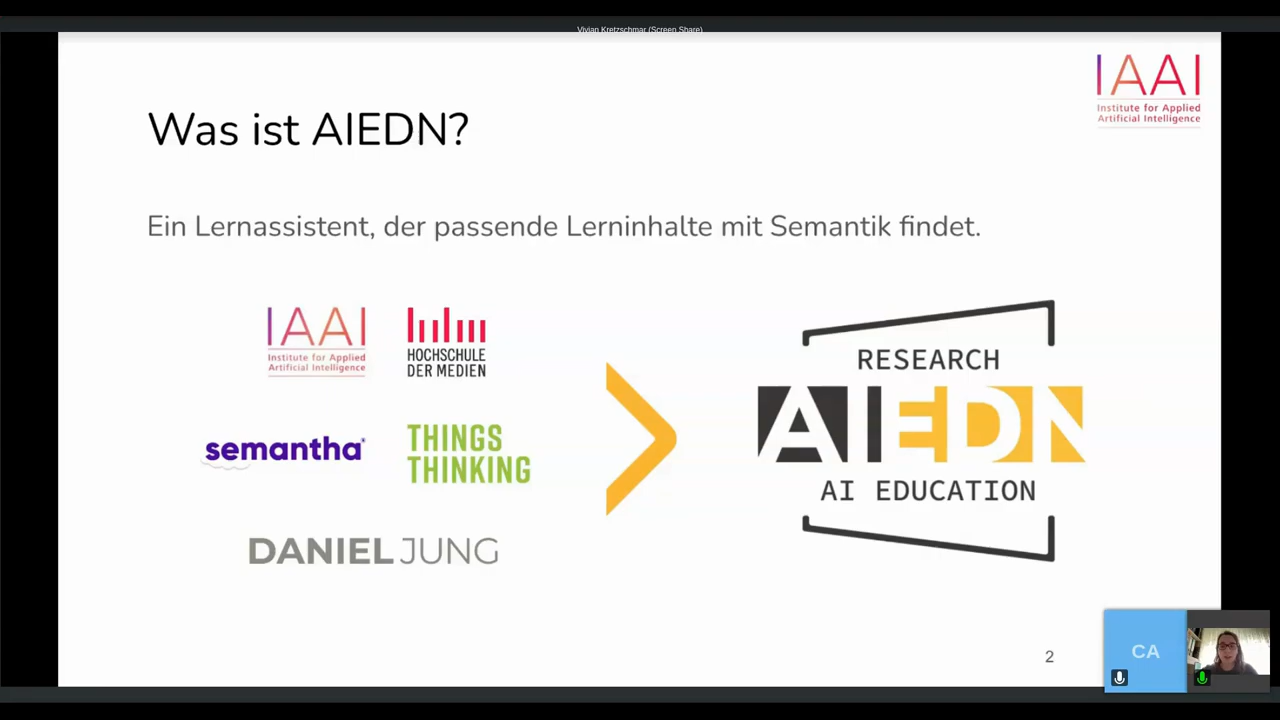 Vivian Kretzschmar (Screen Share)
IAAI
Institute for Applied
Artificial Intelligence
Was ist AIEDN?
Ein Lernassistent, der passende Lerninhalte mit Semantik findet.
IAAI
Institute for Applied
Artificial Intelligence
HOCHSCHULE
DER MEDIEN
semantha
THINGS
THINKING
DANIEL JUNG
RESEARCH
AIEDN
AI EDUCATION
2
CA